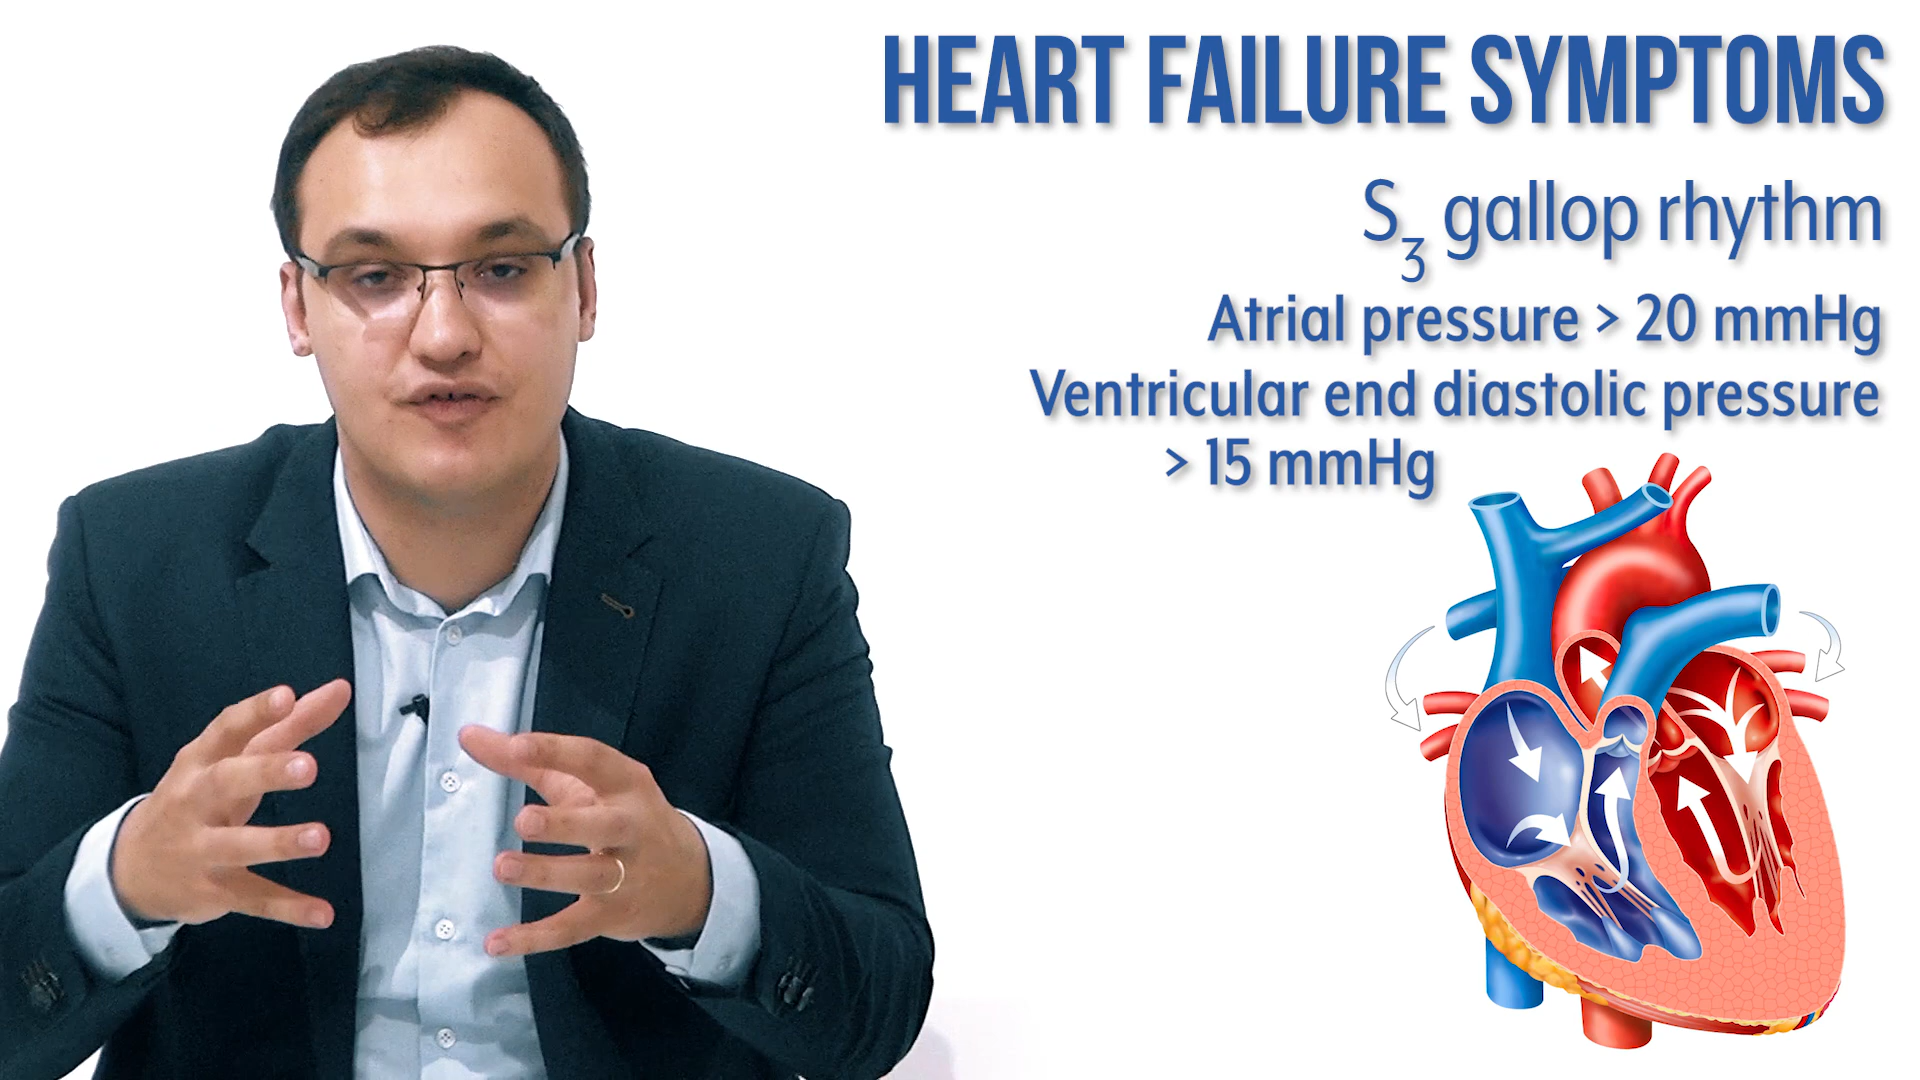 HEART FAILURE SYMPTOMS
S₃ gallop rhythm
Atrial pressure > 20 mmHg
Ventricular end diastolic pressure
> 15 mmHg